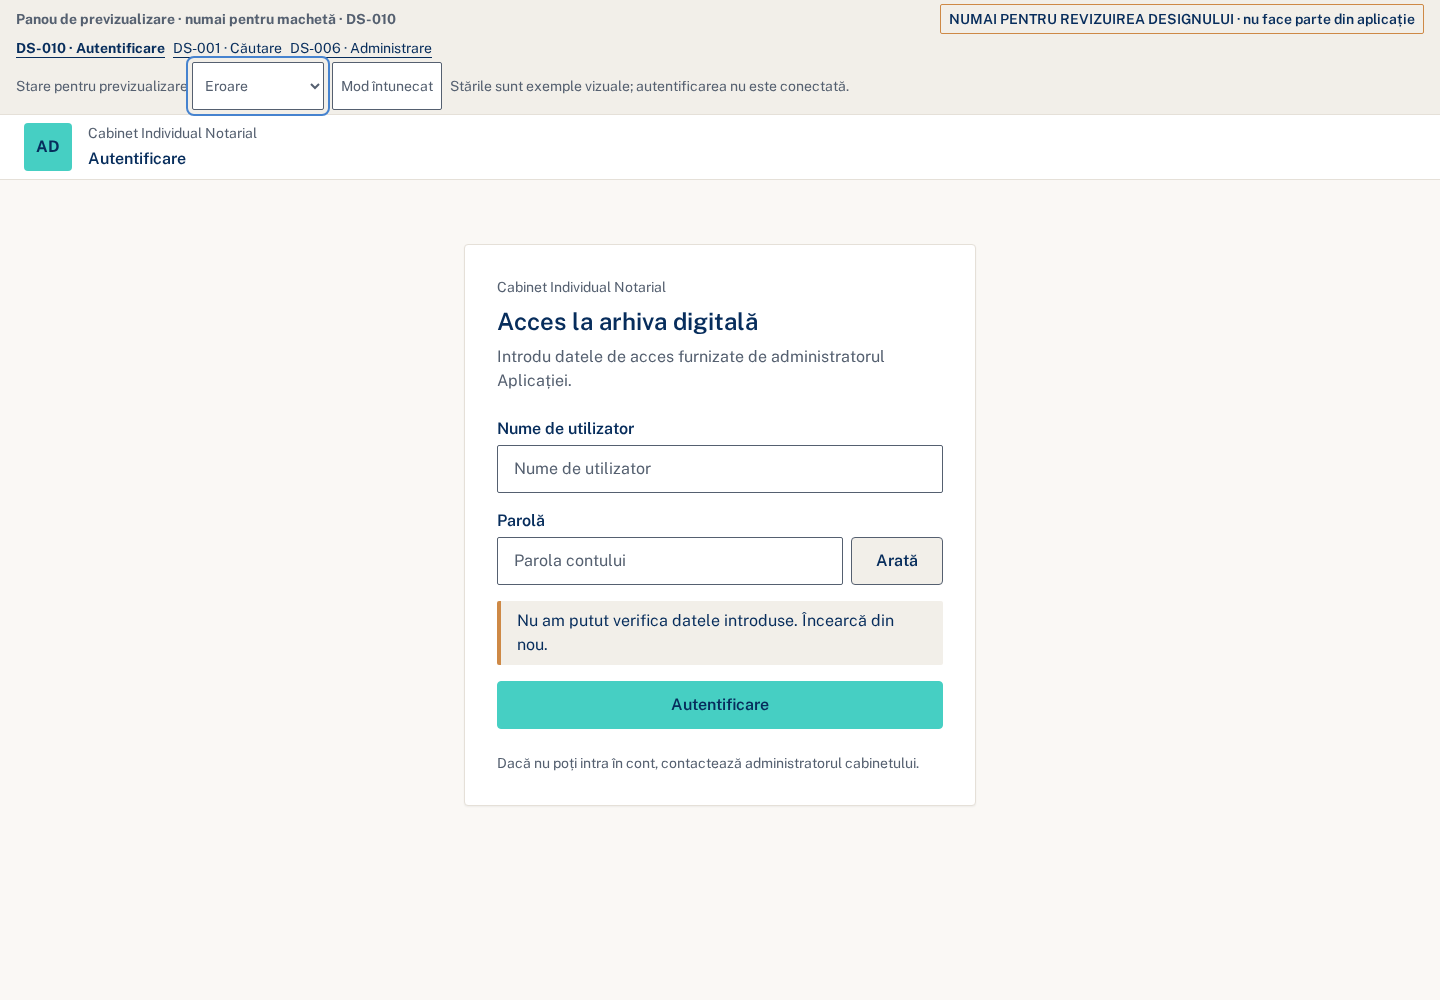 Panou de previzualizare · numai pentru machetă · DS-010
NUMAI PENTRU REVIZUIREA DESIGNULUI · nu face parte din aplicație
DS-010 · Autentificare DS-001 · Căutare DS-006 · Administrare
Stare pentru previzualizare Eroare Mod întunecat Stările sunt exemple vizuale; autentificarea nu este conectată.
AD
Cabinet Individual Notarial
Autentificare
Cabinet Individual Notarial
Acces la arhiva digitală
Introdu datele de acces furnizate de administratorul
Aplicației.
Nume de utilizator
Nume de utilizator
Parolă
Parola contului Arată
Nu am putut verifica datele introduse. Încearcă din
nou.
Autentificare
Dacă nu poți intra în cont, contactează administratorul cabinetului.